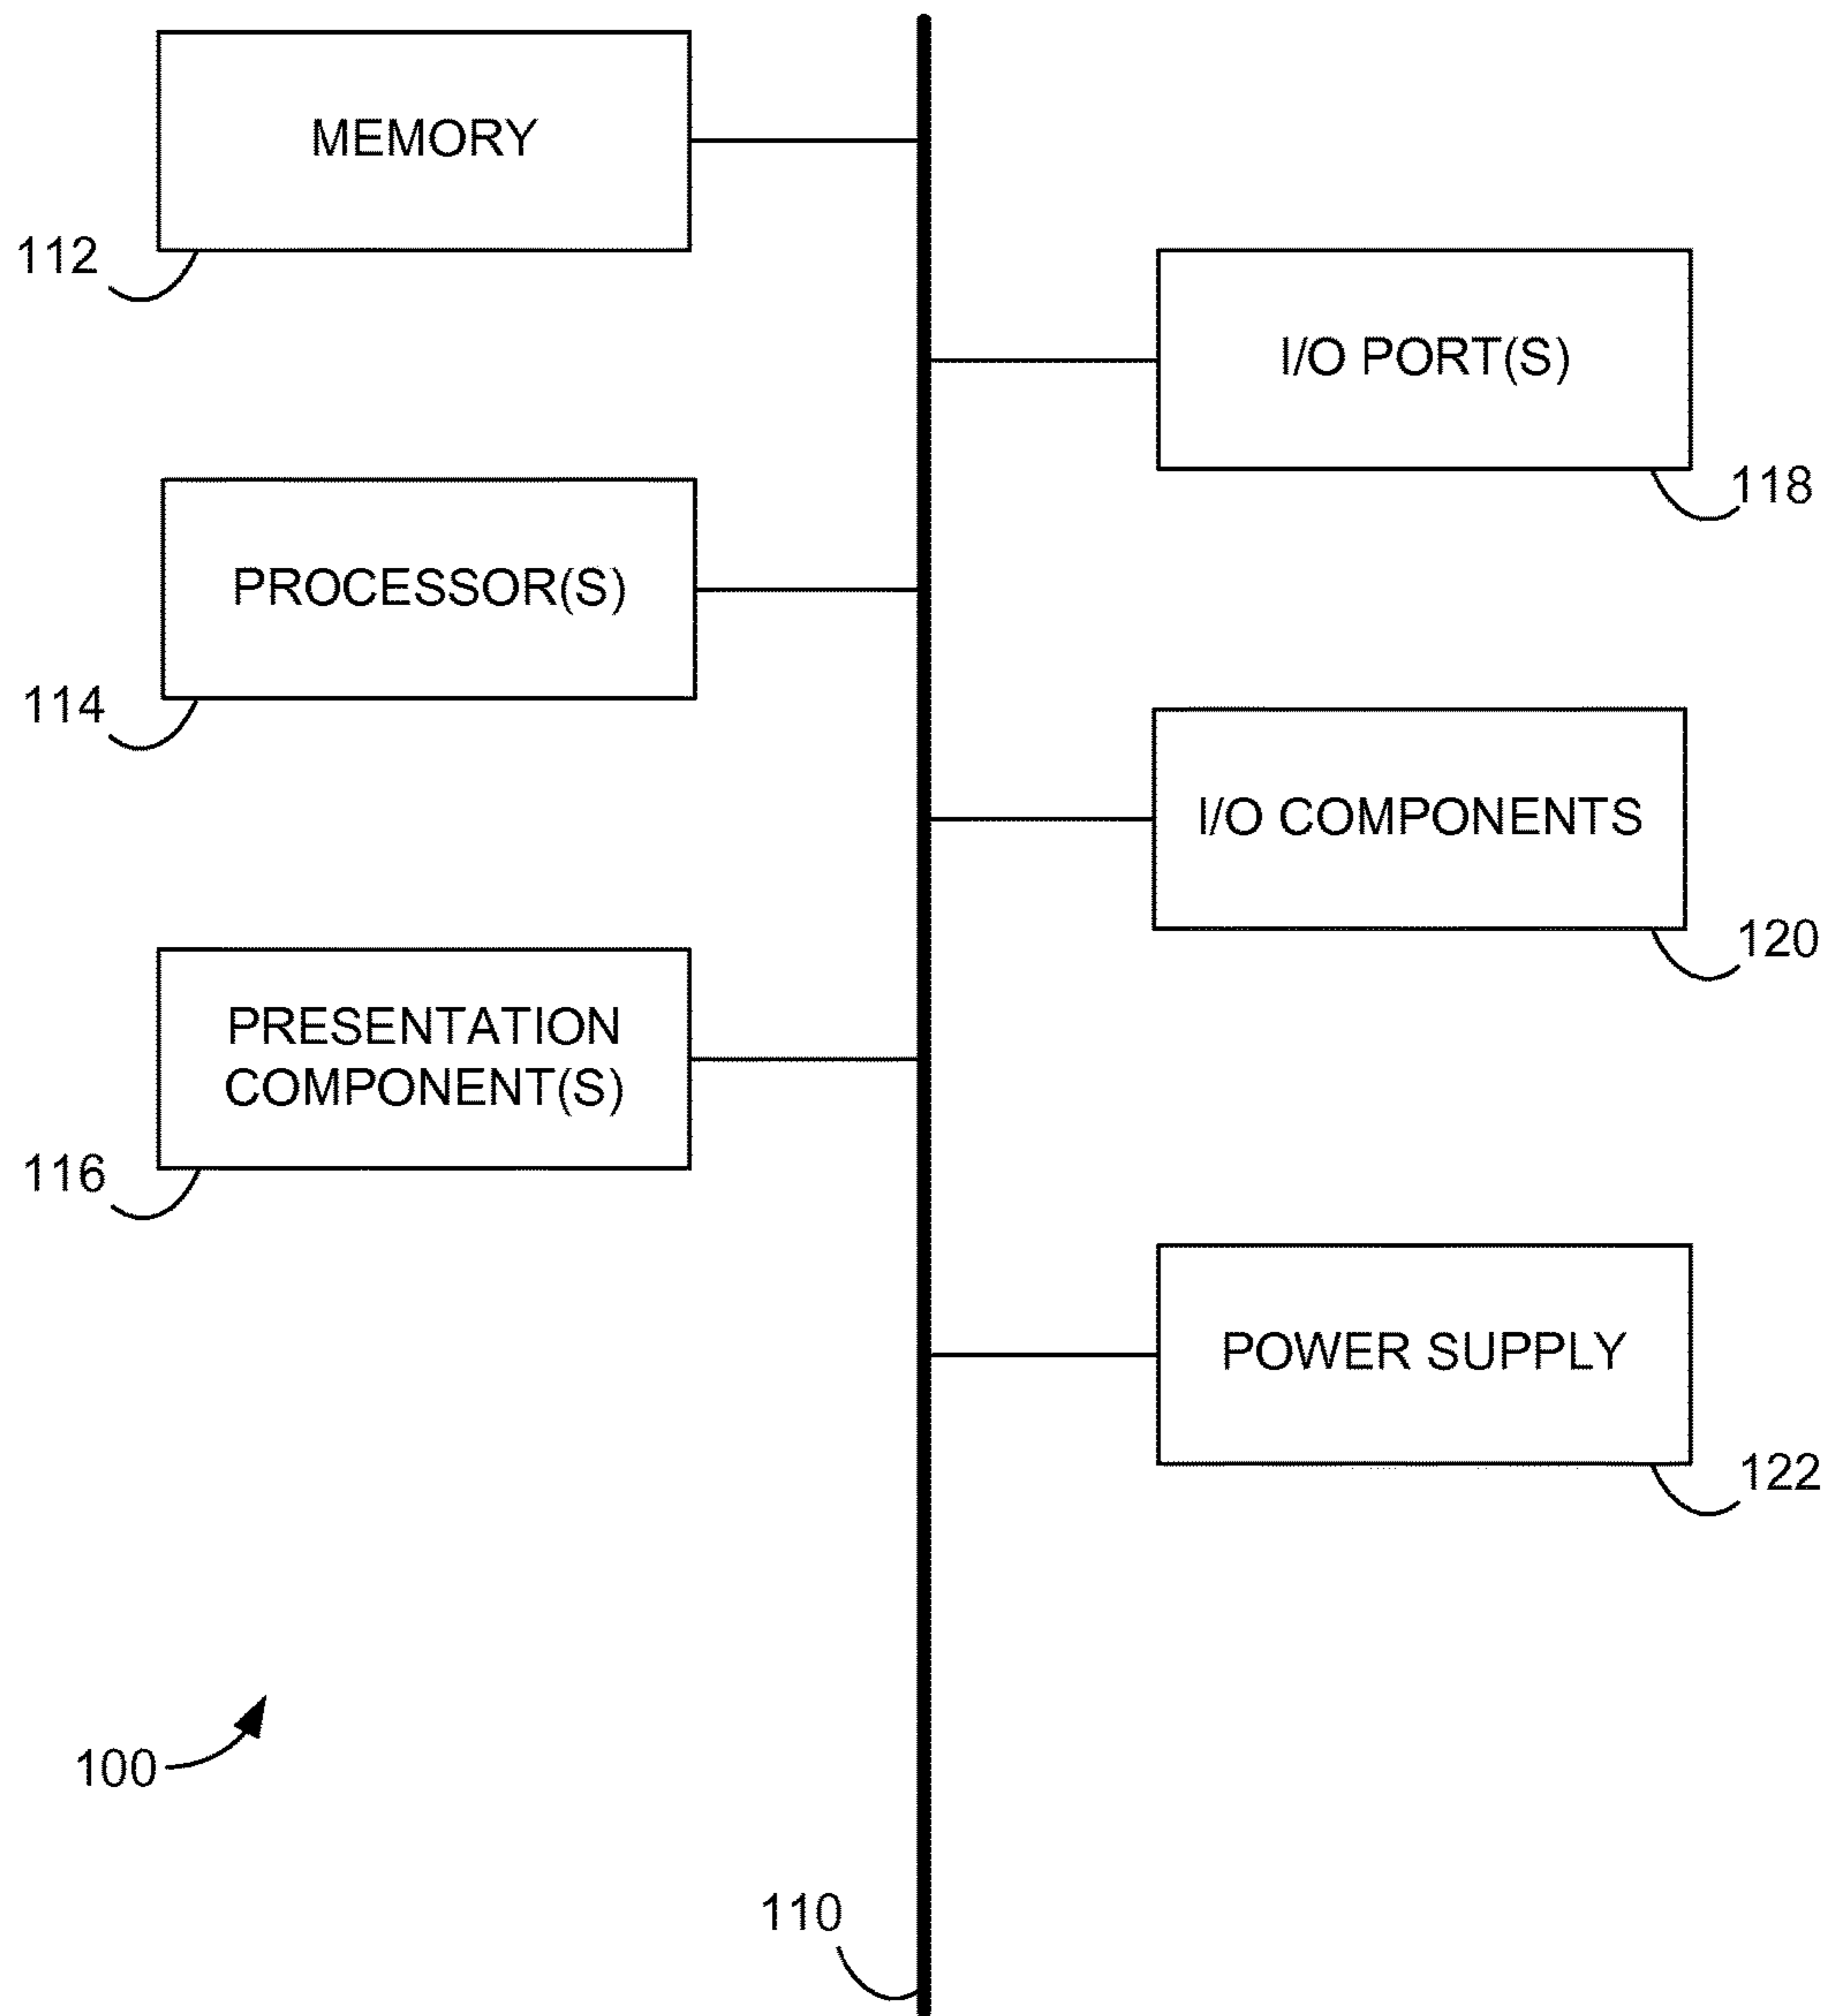 MEMORY
112
I/O PORT(S)
118
PROCESSOR(S)
114
I/O COMPONENTS
120
PRESENTATION
COMPONENT(S)
116
POWER SUPPLY
122
100
110